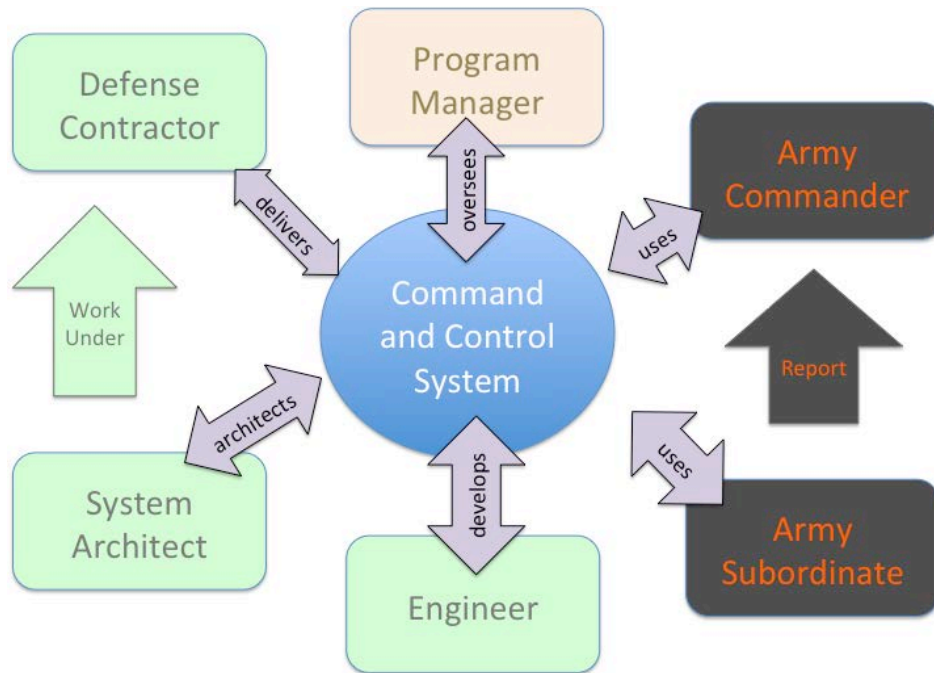 Defense
Contractor
Program
Manager
Army
Commander
delivers
oversees
uses
Work
Under
Command
and Control
System
Report
architects
develops
uses
System
Architect
Engineer
Army
Subordinate